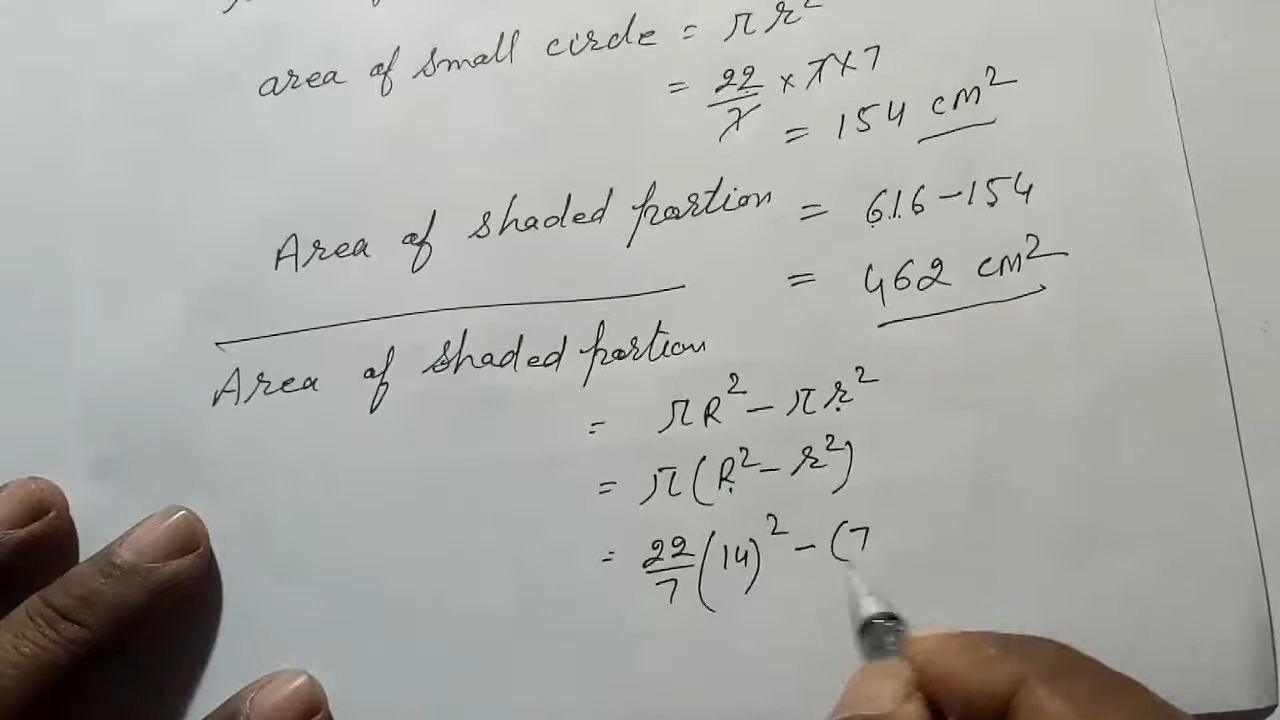 area of small circle = πr²
= 22/7 × 7 × 7
= 154 cm²
Area of shaded portion = 616 - 154
= 462 cm²
Area of shaded portion
= πR² - πr²
= π(R² - r²)
= 22/7 (14)² - (7